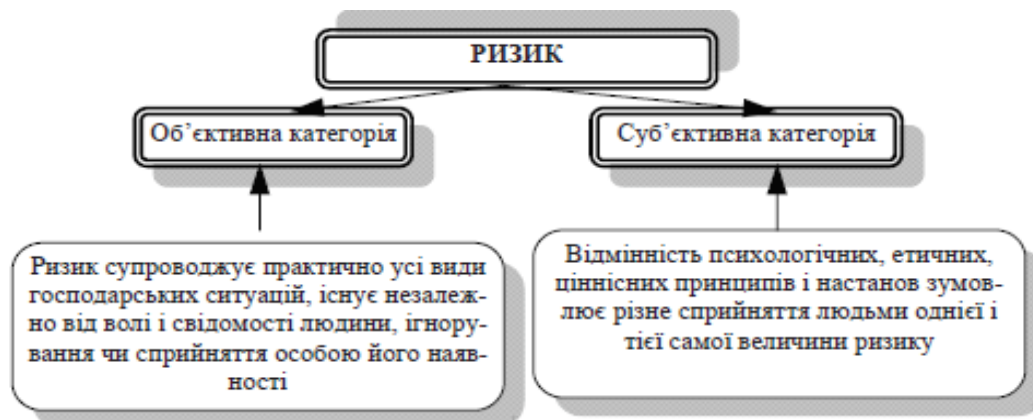 РИЗИК
Об’єктивна категорія
Суб’єктивна категорія
Ризик супроводжує практично усі види
господарських ситуацій, існує незалеж-
но від волі і свідомості людини, ігнору-
вання чи сприйняття особою його наяв-
ності
Відмінність психологічних, етичних,
ціннісних принципів і настанов зумов-
лює різне сприйняття людьми однієї і
тієї самої величини ризику